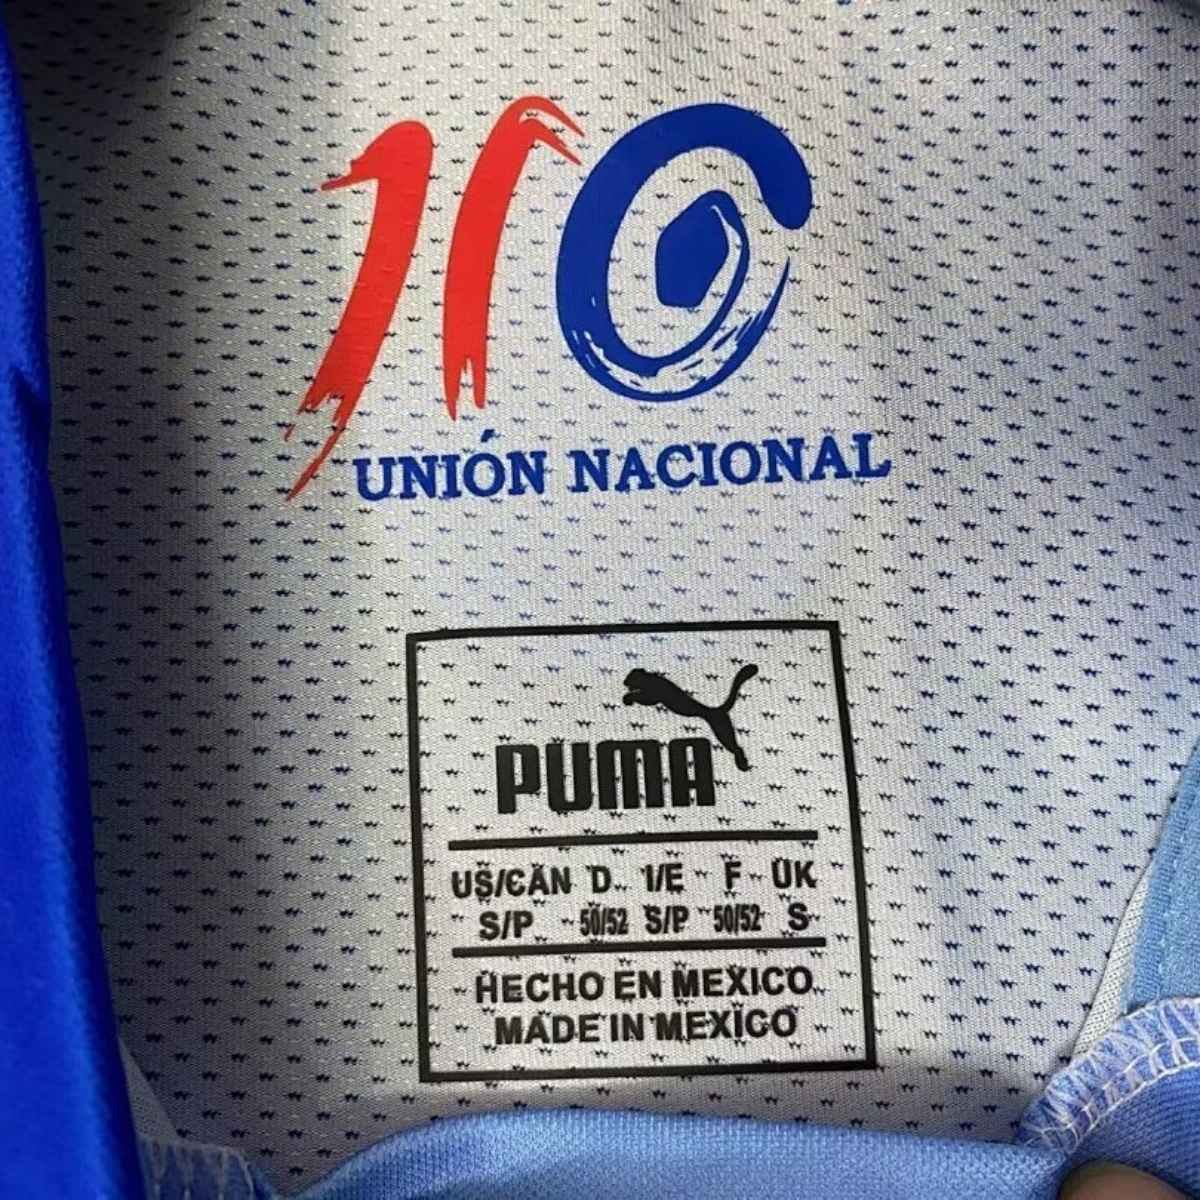 110
UNIÓN NACIONAL
PUMA
US/CAN D I/E F UK
S/P 50/52 S/P 50/52 S
HECHO EN MEXICO
MADE IN MEXICO